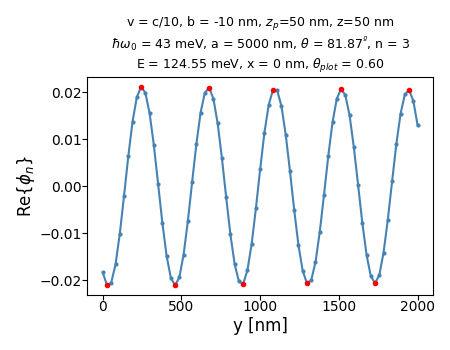 v = c/10, b = -10 nm, z_p=50 nm, z=50 nm
ℏω₀ = 43 meV, a = 5000 nm, θ = 81.87°, n = 3
E = 124.55 meV, x = 0 nm, θ_plot = 0.60
0.02
0.01
0.00
−0.01
−0.02
Re{ϕ_n}
0 500 1000 1500 2000
y [nm]